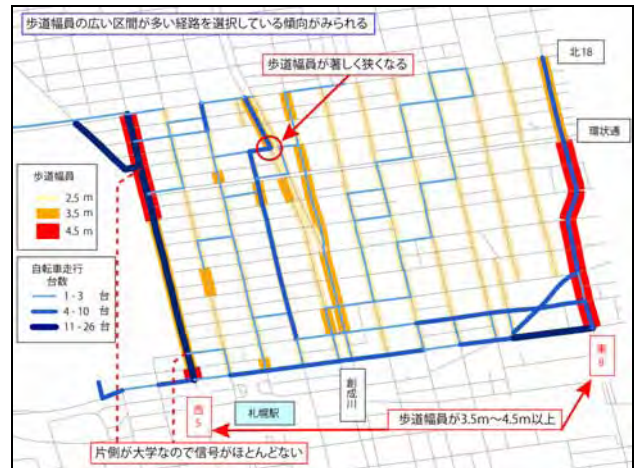 歩道幅員の広い区間が多い経路を選択している傾向がみられる
北18
歩道幅員が著しく狭くなる
環状通
歩道幅員
2.5 m
3.5 m
4.5 m
自転車走行
台数
1 - 3 台
4 - 10 台
11 - 26 台
東8
西5
札幌駅
創成川
歩道幅員が3.5m〜4.5m以上
片側が大学なので信号がほとんどない